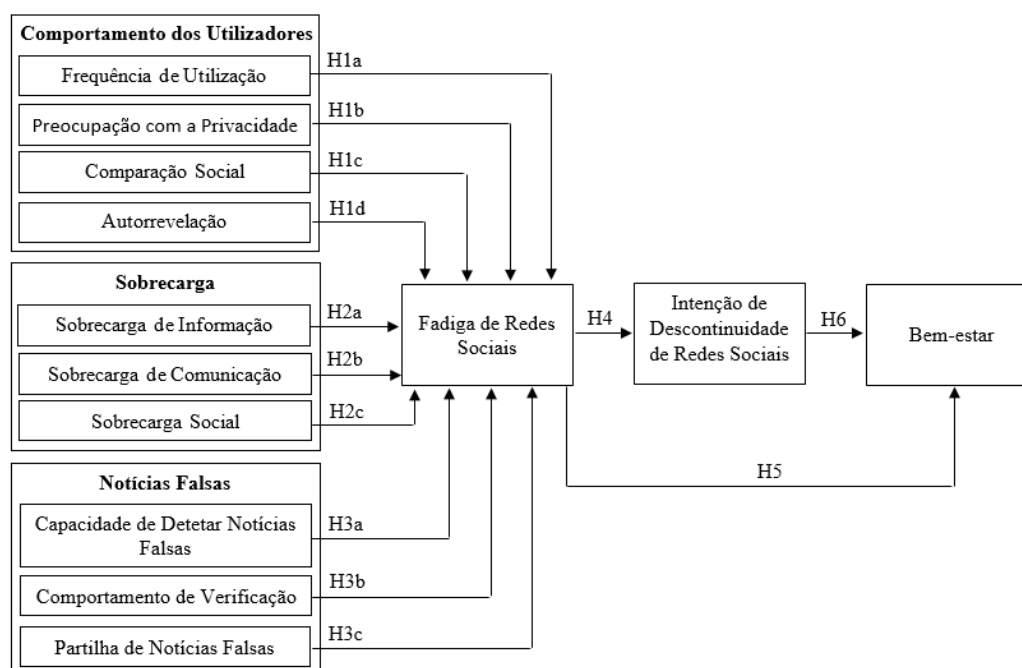 Comportamento dos Utilizadores
Frequência de Utilização
H1a
Preocupação com a Privacidade
H1b
Comparação Social
H1c
Autorrevelação
H1d
Sobrecarga
Sobrecarga de Informação
H2a
Sobrecarga de Comunicação
H2b
Sobrecarga Social
H2c
Fadiga de Redes
Sociais
H4
Intenção de
Descontinuidade
de Redes Sociais
H6
Bem-estar
H5
Notícias Falsas
Capacidade de Detetar Notícias
Falsas
H3a
Comportamento de Verificação
H3b
Partilha de Notícias Falsas
H3c